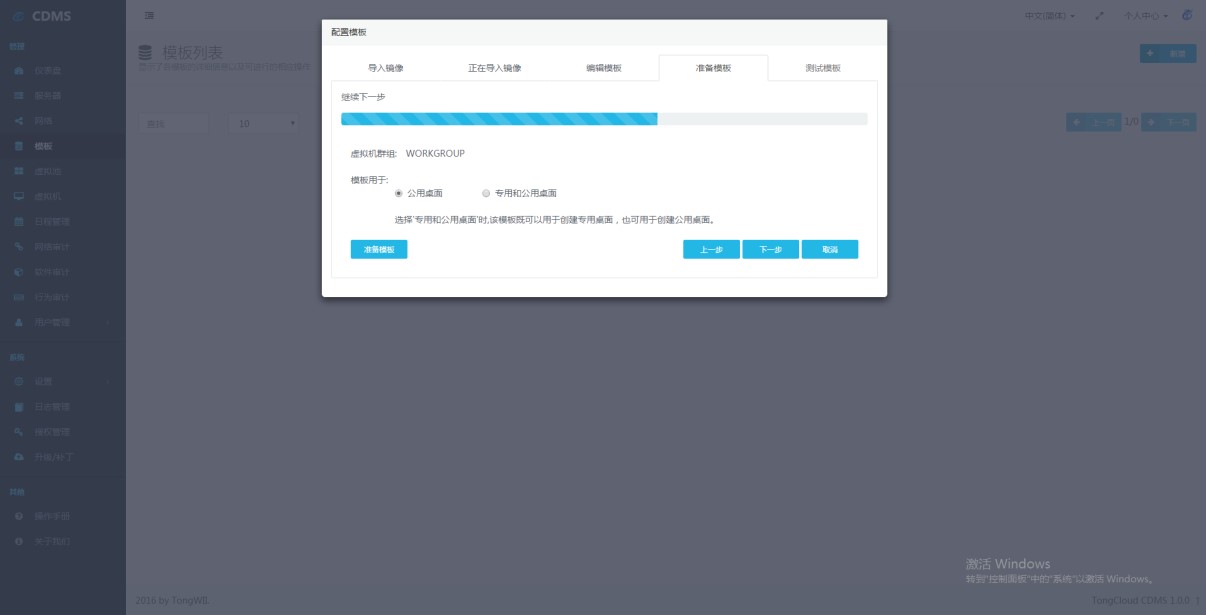 CDMS
中文(简体)
个人中心
管理
仪表盘
服务器
网络
模板
虚拟池
虚拟机
日程管理
网络审计
软件审计
行为审计
用户管理
系统
设置
日志管理
授权管理
升级/补丁
其他
操作手册
关于我们
模板列表
新建
查找
10
上一页
1/0
下一页
配置模板
导入镜像
正在导入镜像
编辑模板
准备模板
测试模板
继续下一步
虚拟机群组: WORKGROUP
模板用于:
公用桌面
专用和公用桌面
选择'专用和公用桌面'时,该模板既可以用于创建专用桌面，也可用于创建公用桌面。
准备模板
上一步
下一步
取消
激活 Windows
转到"控制面板"中的"系统"以激活 Windows。
2016 by TongWII.
TongCloud CDMS 3.0.0